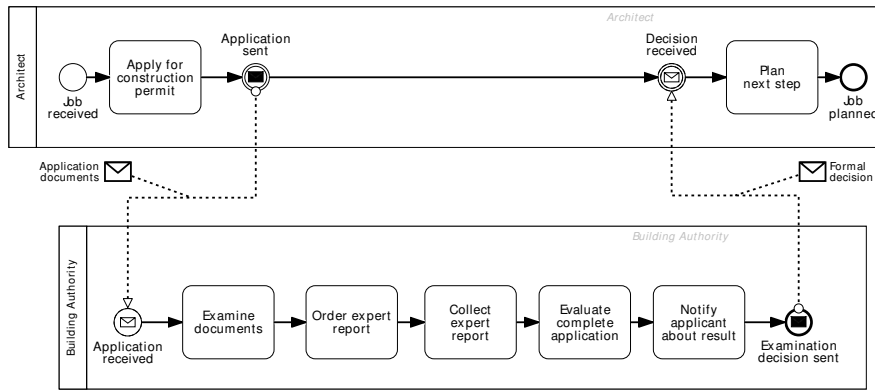 Architect
Architect
Application
sent
Decision
received
Apply for
construction
permit
Plan
next step
Job
received
Job
planned
Application
documents
Formal
decision
Building Authority
Building Authority
Examine
documents
Order expert
report
Collect
expert
report
Evaluate
complete
application
Notify
applicant
about result
Application
received
Examination
decision sent